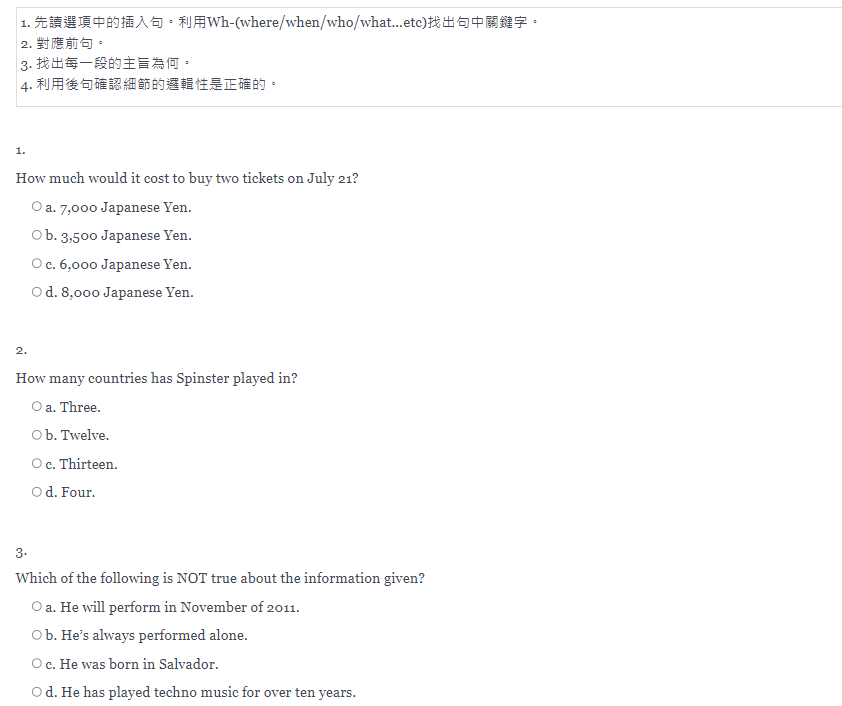 1. 先讀選項中的插入句。利用Wh-(where/when/who/what...etc)找出句中關鍵字。
2. 對應前句。
3. 找出每一段的主旨為何。
4. 利用後句確認細節的邏輯性是正確的。
1.
How much would it cost to buy two tickets on July 21?
a. 7,000 Japanese Yen.
b. 3,500 Japanese Yen.
c. 6,000 Japanese Yen.
d. 8,000 Japanese Yen.
2.
How many countries has Spinster played in?
a. Three.
b. Twelve.
c. Thirteen.
d. Four.
3.
Which of the following is NOT true about the information given?
a. He will perform in November of 2011.
b. He's always performed alone.
c. He was born in Salvador.
d. He has played techno music for over ten years.